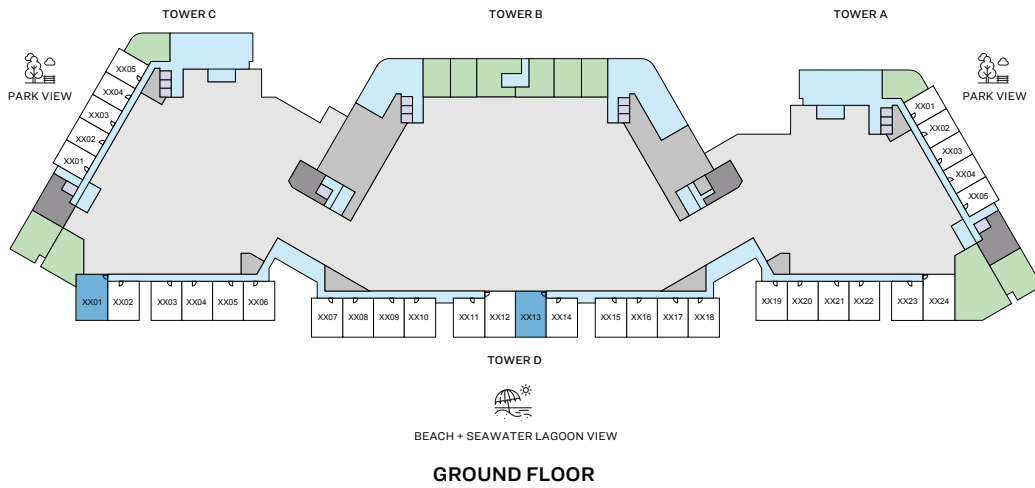 TOWER C
TOWER B
TOWER A
PARK VIEW
PARK VIEW
XX05
XX04
XX03
XX02
XX01
XX01
XX02
XX03
XX04
XX05
XX01
XX02
XX03
XX04
XX05
XX06
XX07
XX08
XX09
XX10
XX11
XX12
XX13
XX14
XX15
XX16
XX17
XX18
XX19
XX20
XX21
XX22
XX23
XX24
TOWER D
BEACH + SEAWATER LAGOON VIEW
GROUND FLOOR